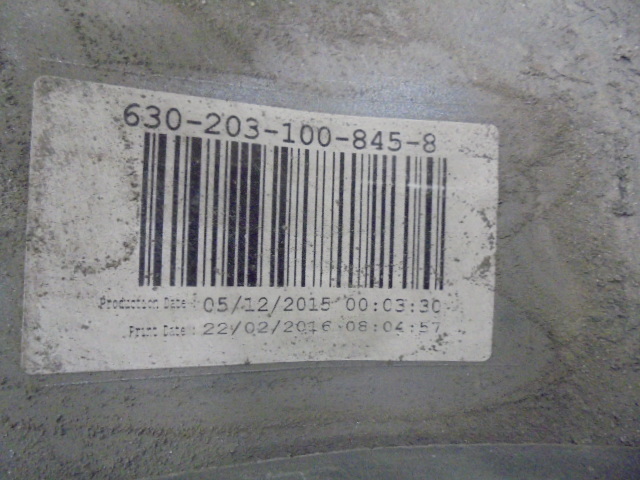 630-203-100-845-8
Production Date : 05/12/2015 00:03:30
Print Date : 22/02/2016 08:04:57